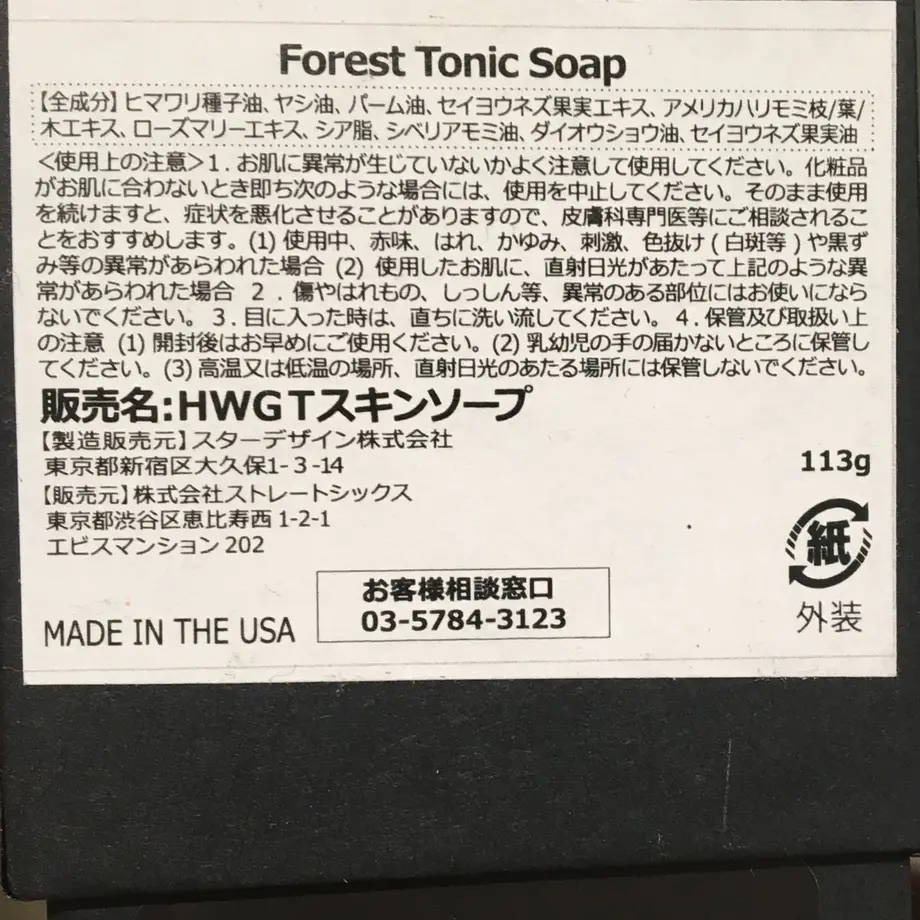 Forest Tonic Soap
【全成分】ヒマワリ種子油、ヤシ油、パーム油、セイヨウネズ果実エキス、アメリカハリモミ枝/葉/
木エキス、ローズマリーエキス、シア脂、シベリアモミ油、ダイオウショウ油、セイヨウネズ果実油
<使用上の注意>1．お肌に異常が生じていないかよく注意して使用してください。化粧品
がお肌に合わないとき即ち次のような場合には、使用を中止してください。そのまま使用
を続けますと、症状を悪化させることがありますので、皮膚科専門医等にご相談されるこ
とをおすすめします。(1) 使用中、赤味、はれ、かゆみ、刺激、色抜け ( 白斑等 ) や黒ず
み等の異常があらわれた場合 (2) 使用したお肌に、直射日光があたって上記のような異
常があらわれた場合 2．傷やはれもの、しっしん等、異常のある部位にはお使いになら
ないでください。 3．目に入った時は、直ちに洗い流してください。 4．保管及び取扱い上
の注意 (1) 開封後はお早めにご使用ください。(2) 乳幼児の手の届かないところに保管し
てください。(3) 高温又は低温の場所、直射日光のあたる場所には保管しないでください。
販売名:HWGTスキンソープ
【製造販売元】スターデザイン株式会社
東京都新宿区大久保1-3-14
113g
【販売元】株式会社ストレートシックス
東京都渋谷区恵比寿西 1-2-1
エビスマンション 202
紙
外装
お客様相談窓口
03-5784-3123
MADE IN THE USA